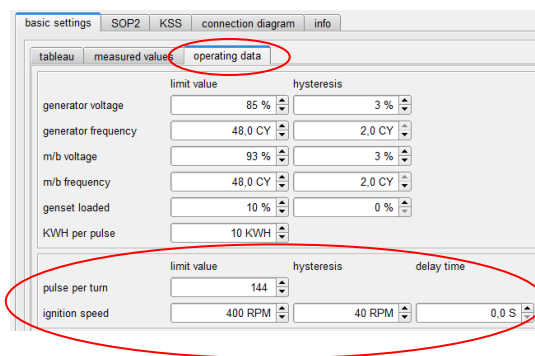 basic settings SOP2 KSS connection diagram info
tableau measured values operating data
limit value hysteresis
generator voltage 85 % 3 %
generator frequency 48,0 CY 2,0 CY
m/b voltage 93 % 3 %
m/b frequency 48,0 CY 2,0 CY
genset loaded 10 % 0 %
KWH per pulse 10 KWH
limit value hysteresis delay time
pulse per turn 144
ignition speed 400 RPM 40 RPM 0,0 S